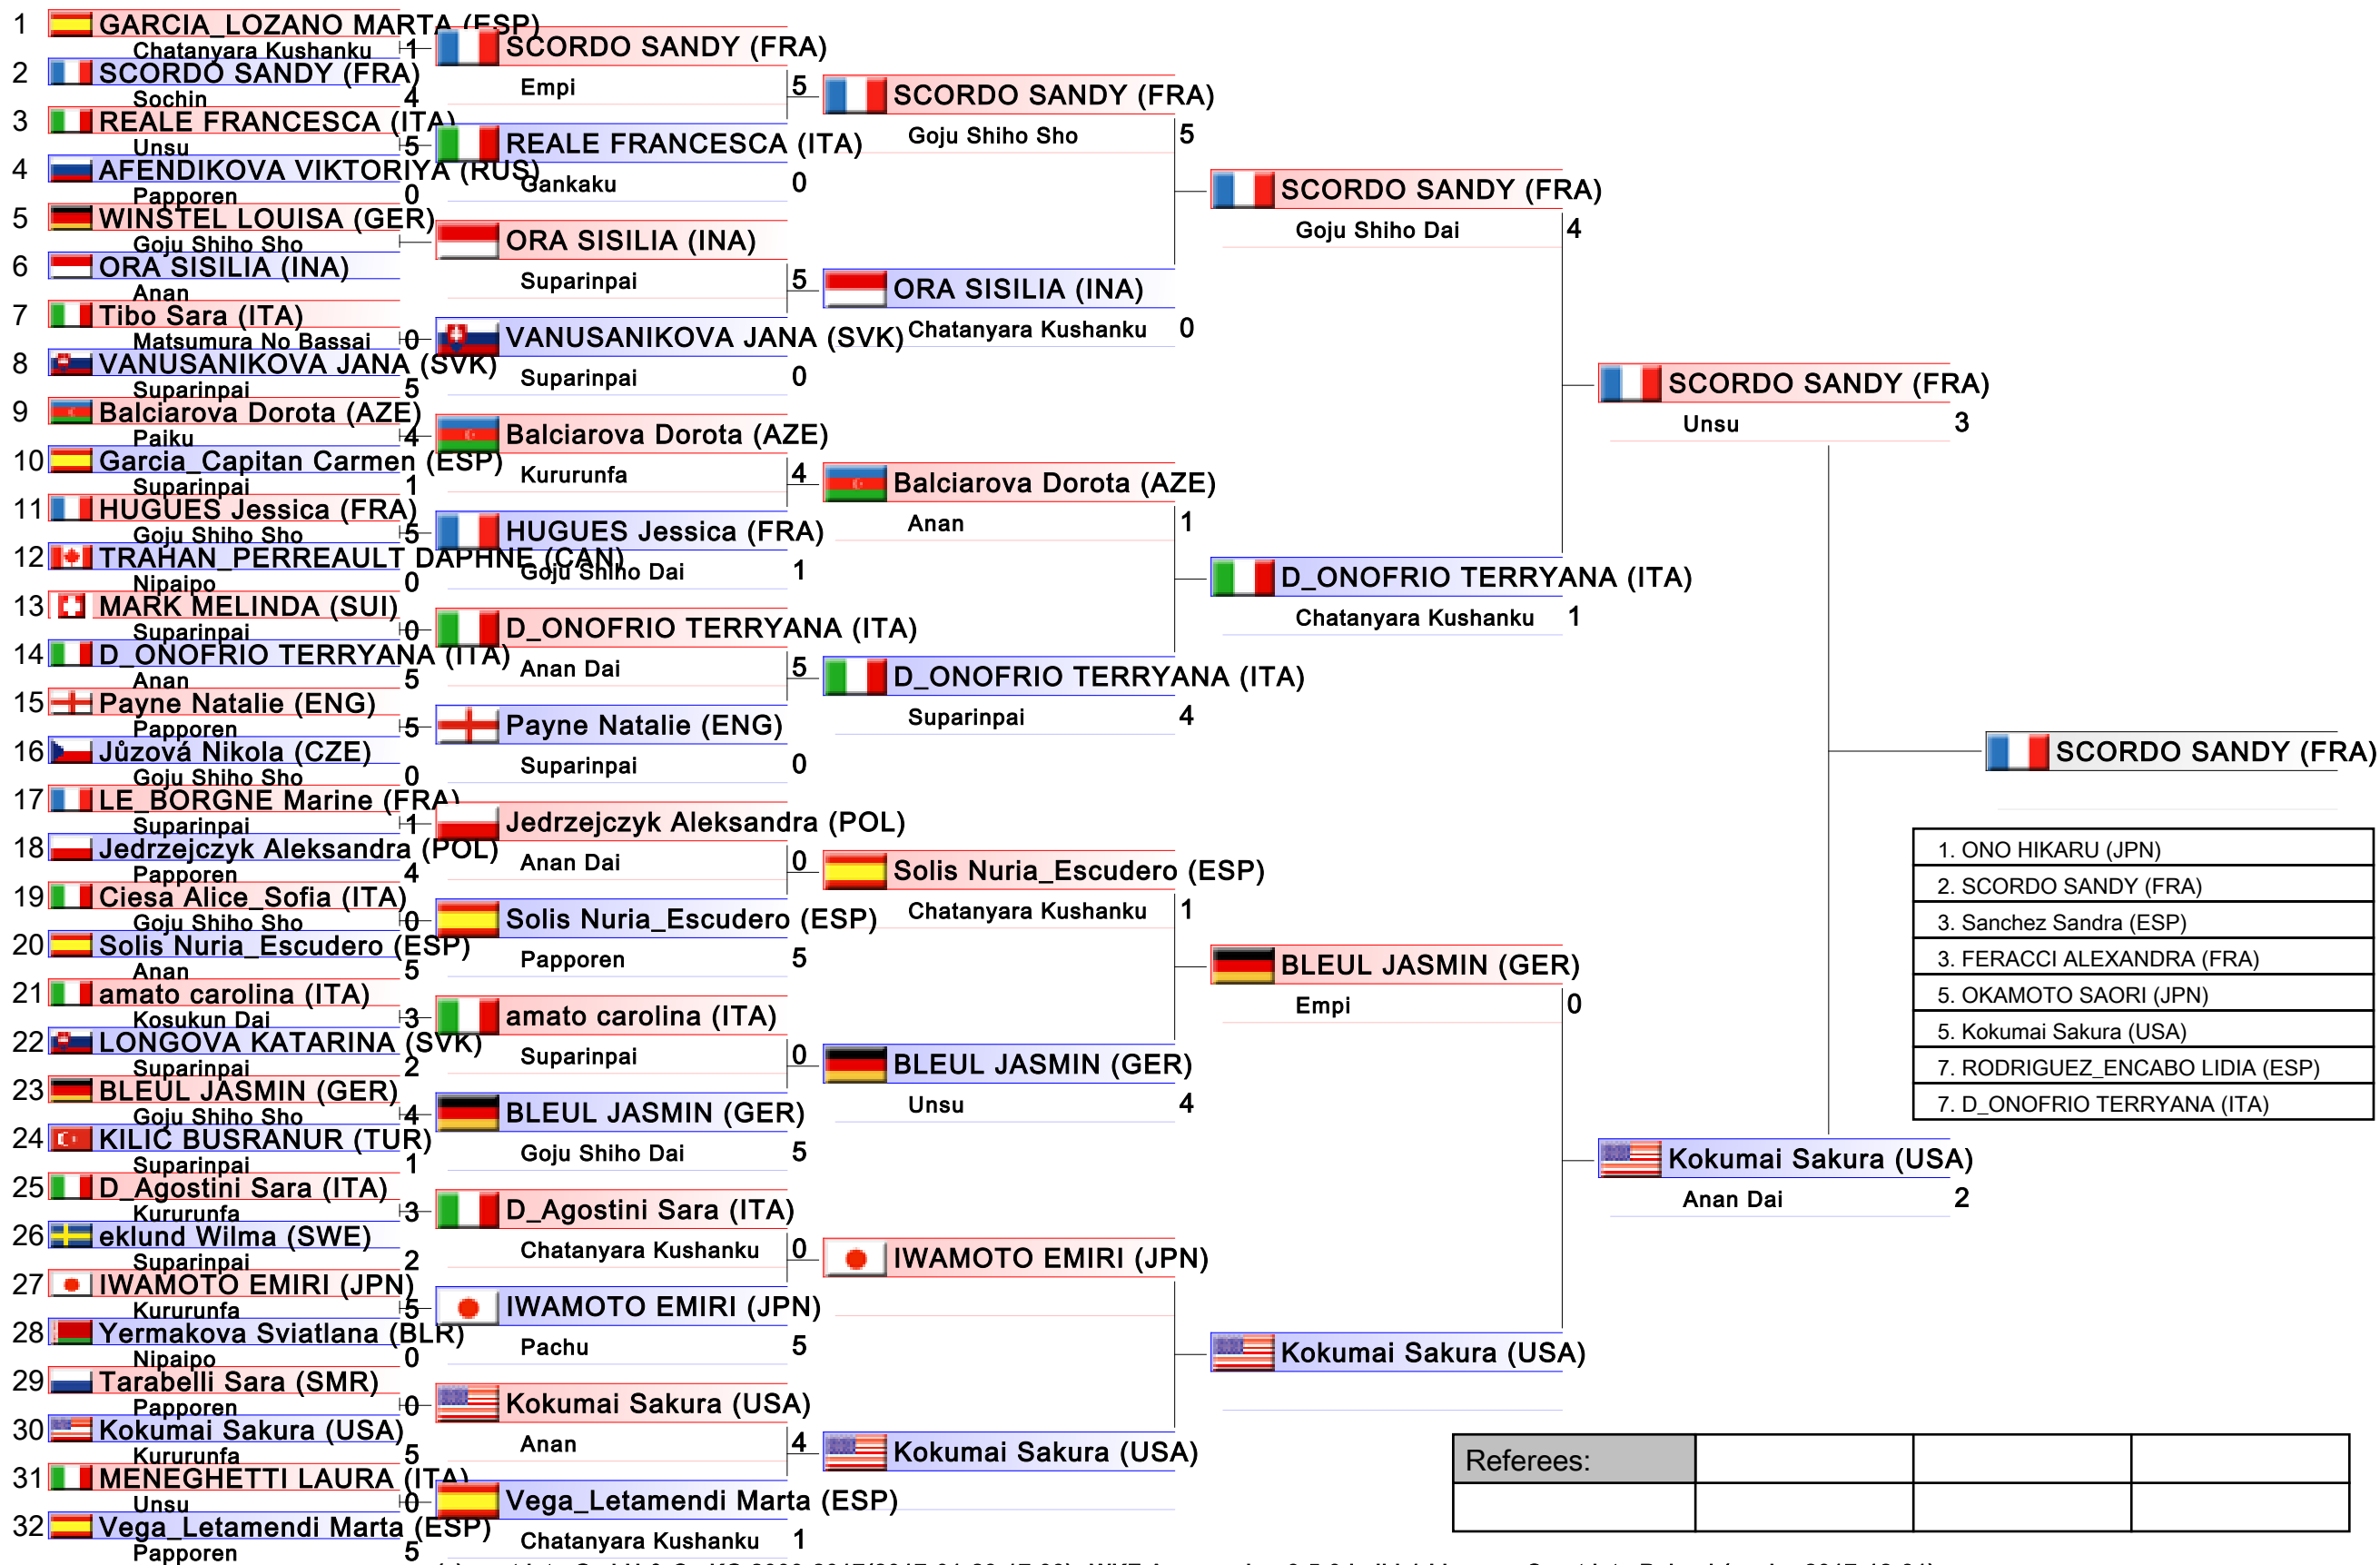 1 GARCIA_LOZANO MARTA (ESP)
Chatanyara Kushanku 1
2 SCORDO SANDY (FRA)
Sochin 4
3 REALE FRANCESCA (ITA)
Unsu 5
4 AFENDIKOVA VIKTORIYA (RUS)
Papporen 0
5 WINSTEL LOUISA (GER)
Goju Shiho Sho
6 ORA SISILIA (INA)
Anan
7 Tibo Sara (ITA)
Matsumura No Bassai 0
8 VANUSANIKOVA JANA (SVK)
Suparinpai 5
9 Balciarova Dorota (AZE)
Paiku 4
10 Garcia_Capitan Carmen (ESP)
Suparinpai 1
11 HUGUES Jessica (FRA)
Goju Shiho Sho 5
12 TRAHAN_PERREAULT DAPHNE (CAN)
Nipaipo 0
13 MARK MELINDA (SUI)
Suparinpai 0
14 D_ONOFRIO TERRYANA (ITA)
Anan 5
15 Payne Natalie (ENG)
Papporen 5
16 Jůzová Nikola (CZE)
Goju Shiho Sho 0
17 LE_BORGNE Marine (FRA)
Suparinpai 1
18 Jedrzejczyk Aleksandra (POL)
Papporen 4
19 Ciesa Alice_Sofia (ITA)
Goju Shiho Sho 0
20 Solis Nuria_Escudero (ESP)
Anan 5
21 amato carolina (ITA)
Kosukun Dai 3
22 LONGOVA KATARINA (SVK)
Suparinpai 2
23 BLEUL JASMIN (GER)
Goju Shiho Sho 4
24 KILIC BUSRANUR (TUR)
Suparinpai 1
25 D_Agostini Sara (ITA)
Kururunfa 3
26 eklund Wilma (SWE)
Suparinpai 2
27 IWAMOTO EMIRI (JPN)
Kururunfa 5
28 Yermakova Sviatlana (BLR)
Nipaipo 0
29 Tarabelli Sara (SMR)
Papporen 0
30 Kokumai Sakura (USA)
Kururunfa 5
31 MENEGHETTI LAURA (ITA)
Unsu 0
32 Vega_Letamendi Marta (ESP)
Papporen 5
SCORDO SANDY (FRA)
Empi 5
REALE FRANCESCA (ITA)
Gankaku 0
ORA SISILIA (INA)
Suparinpai 5
VANUSANIKOVA JANA (SVK)
Suparinpai 0
Balciarova Dorota (AZE)
Kururunfa 4
HUGUES Jessica (FRA)
Goju Shiho Dai 1
D_ONOFRIO TERRYANA (ITA)
Anan Dai 5
Payne Natalie (ENG)
Suparinpai 0
Jedrzejczyk Aleksandra (POL)
Anan Dai 0
Solis Nuria_Escudero (ESP)
Papporen 5
amato carolina (ITA)
Suparinpai 0
BLEUL JASMIN (GER)
Goju Shiho Dai 5
D_Agostini Sara (ITA)
Chatanyara Kushanku 0
IWAMOTO EMIRI (JPN)
Pachu 5
Kokumai Sakura (USA)
Anan 4
Vega_Letamendi Marta (ESP)
Chatanyara Kushanku 1
SCORDO SANDY (FRA)
Goju Shiho Sho 5
ORA SISILIA (INA)
Chatanyara Kushanku 0
Balciarova Dorota (AZE)
Anan 1
D_ONOFRIO TERRYANA (ITA)
Suparinpai 4
Solis Nuria_Escudero (ESP)
Chatanyara Kushanku 1
BLEUL JASMIN (GER)
Unsu 4
IWAMOTO EMIRI (JPN)
Kokumai Sakura (USA)
SCORDO SANDY (FRA)
Goju Shiho Dai 4
D_ONOFRIO TERRYANA (ITA)
Chatanyara Kushanku 1
BLEUL JASMIN (GER)
Empi 0
Kokumai Sakura (USA)
SCORDO SANDY (FRA)
Unsu 3
Kokumai Sakura (USA)
Anan Dai 2
SCORDO SANDY (FRA)
1. ONO HIKARU (JPN)
2. SCORDO SANDY (FRA)
3. Sanchez Sandra (ESP)
3. FERACCI ALEXANDRA (FRA)
5. OKAMOTO SAORI (JPN)
5. Kokumai Sakura (USA)
7. RODRIGUEZ_ENCABO LIDIA (ESP)
7. D_ONOFRIO TERRYANA (ITA)
Referees: